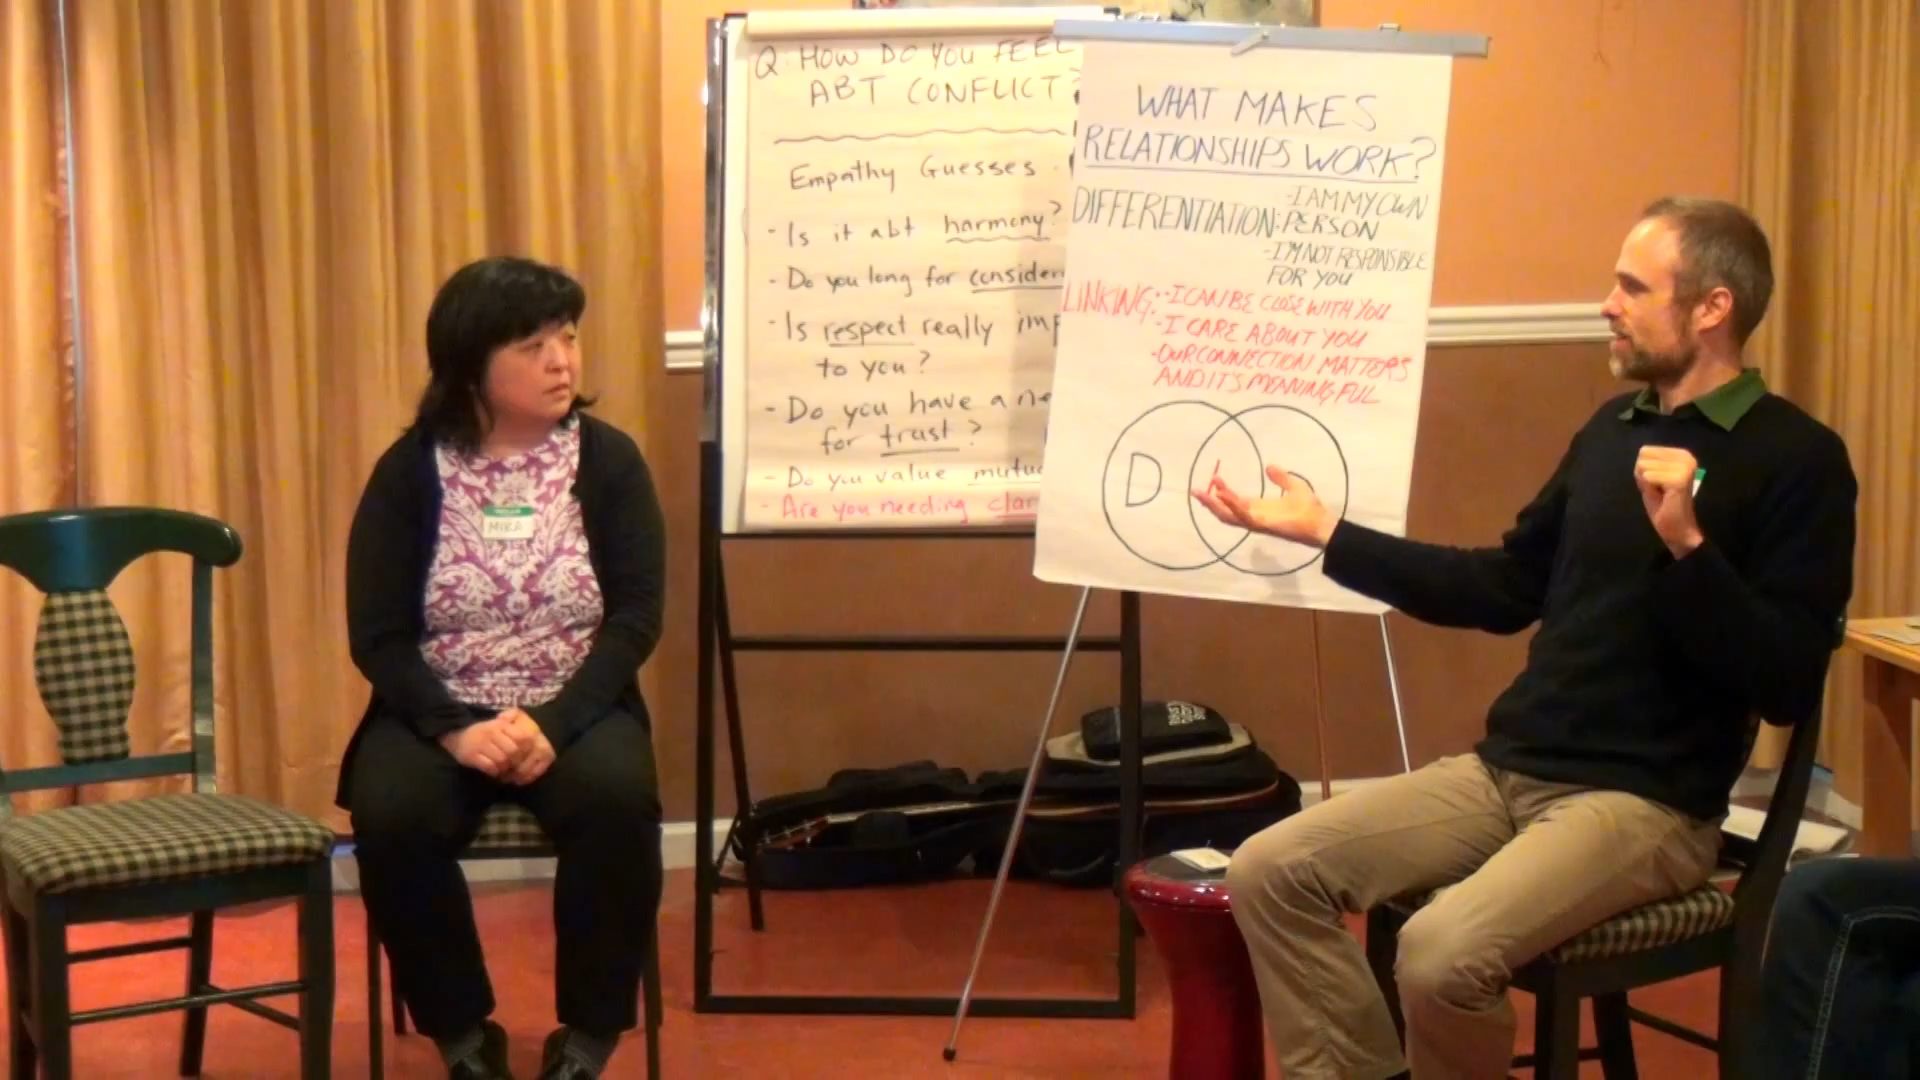 Q: HOW DO YOU FEEL
ABT CONFLICT?
Empathy Guesses
- Is it abt harmony?
- Do you long for
- Is respect really
to you?
- Do you have a
for trust?
- Do you value
- Are you needing
WHAT MAKES
RELATIONSHIPS WORK?
DIFFERENTIATION: -I AM MY OWN
PERSON
-I'M NOT RESPONSIBLE
FOR YOU
LINKING: -I CAN BE CLOSE WITH YOU
-I CARE ABOUT YOU
-OUR CONNECTION MATTERS
AND IT'S MEANINGFUL
D
MIKA